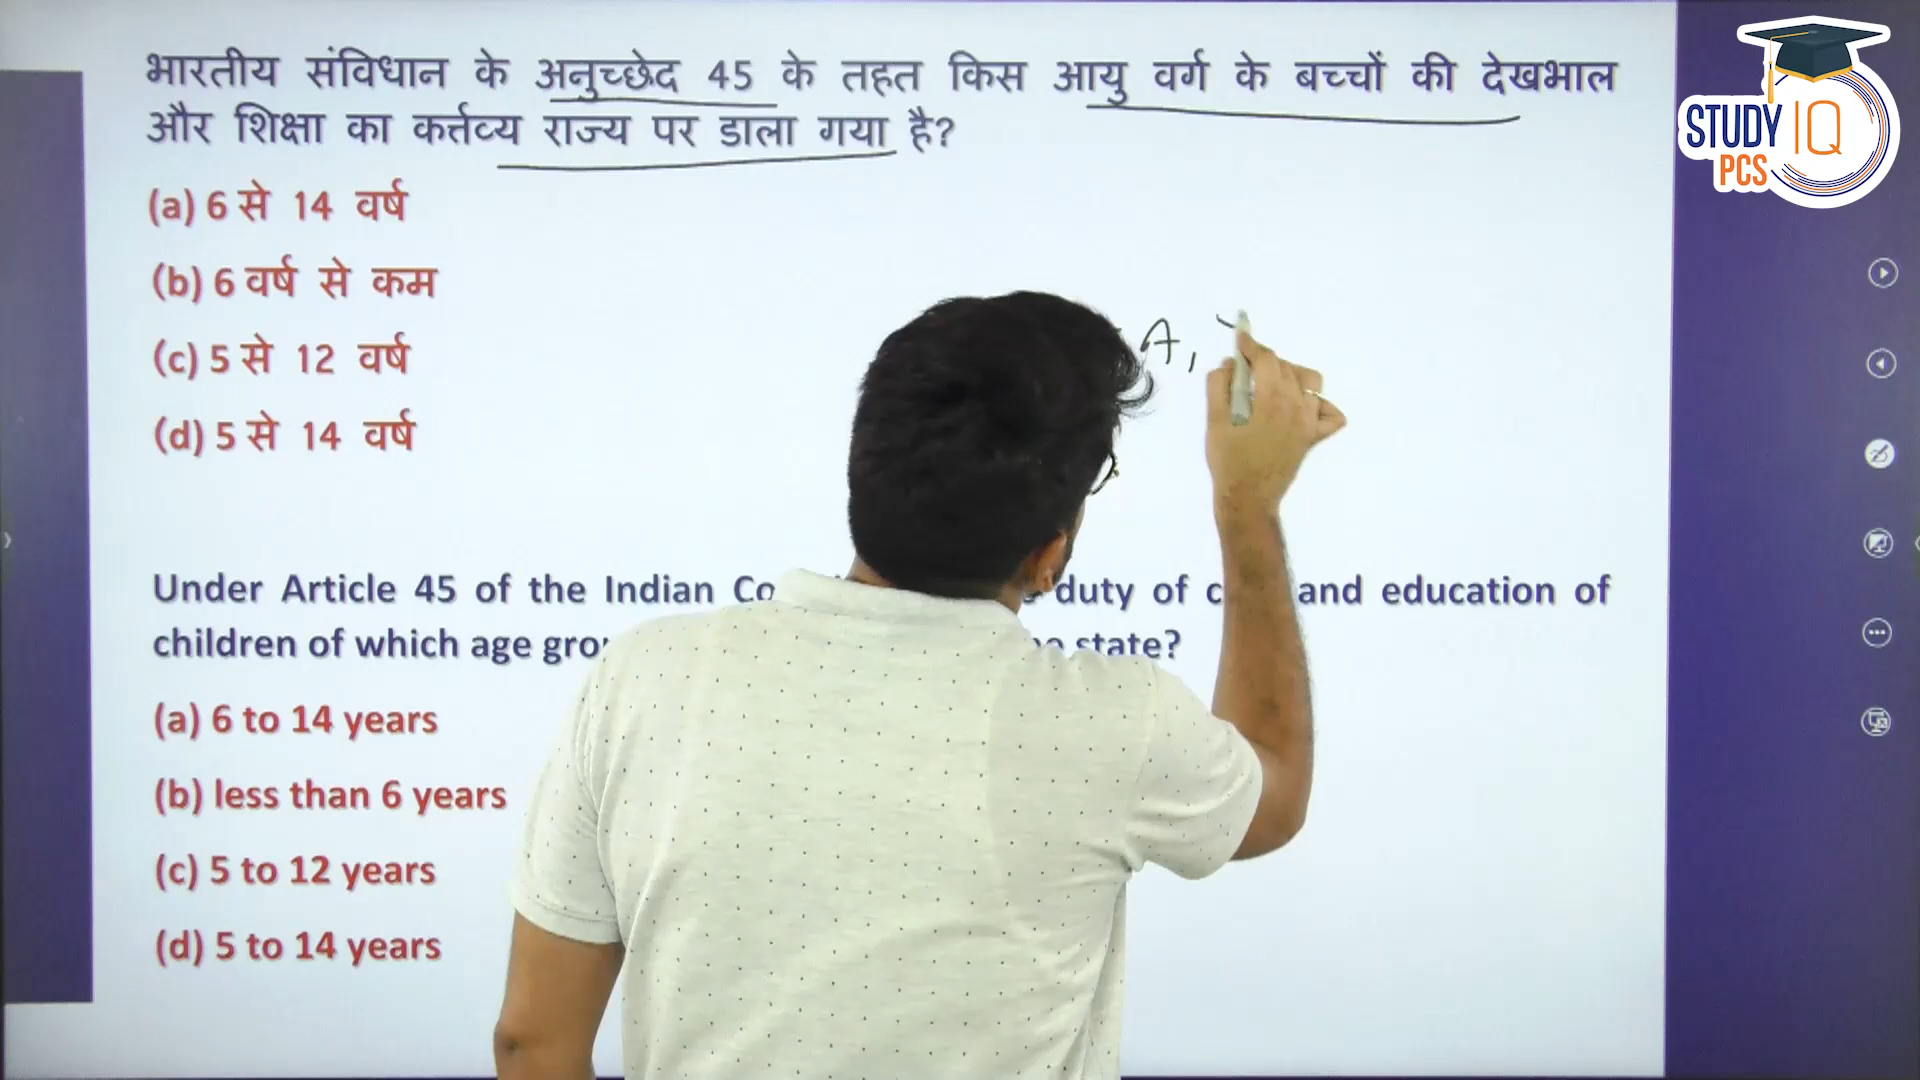 भारतीय संविधान के अनुच्छेद 45 के तहत किस आयु वर्ग के बच्चों की देखभाल
और शिक्षा का कर्त्तव्य राज्य पर डाला गया है?
(a) 6 से 14 वर्ष
(b) 6 वर्ष से कम
(c) 5 से 12 वर्ष
(d) 5 से 14 वर्ष
A,
Under Article 45 of the Indian duty of and education of
children of which age state?
(a) 6 to 14 years
(b) less than 6 years
(c) 5 to 12 years
(d) 5 to 14 years
STUDY IQ
PCS